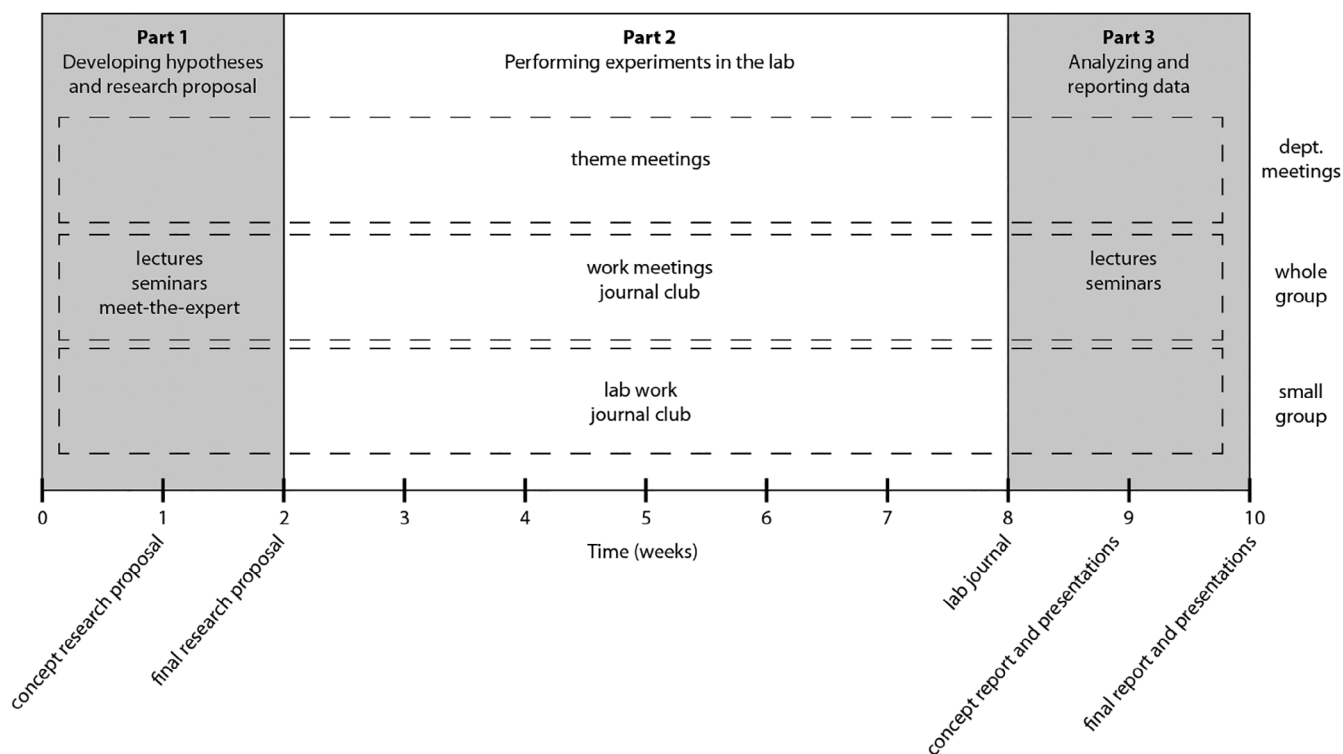 Part 1
Developing hypotheses
and research proposal
Part 2
Performing experiments in the lab
Part 3
Analyzing and
reporting data
theme meetings
dept.
meetings
lectures
seminars
meet-the-expert
work meetings
journal club
lectures
seminars
whole
group
lab work
journal club
small
group
0
1
2
3
4
5
6
7
8
9
10
Time (weeks)
concept research proposal
final research proposal
lab journal
concept report and presentations
final report and presentations